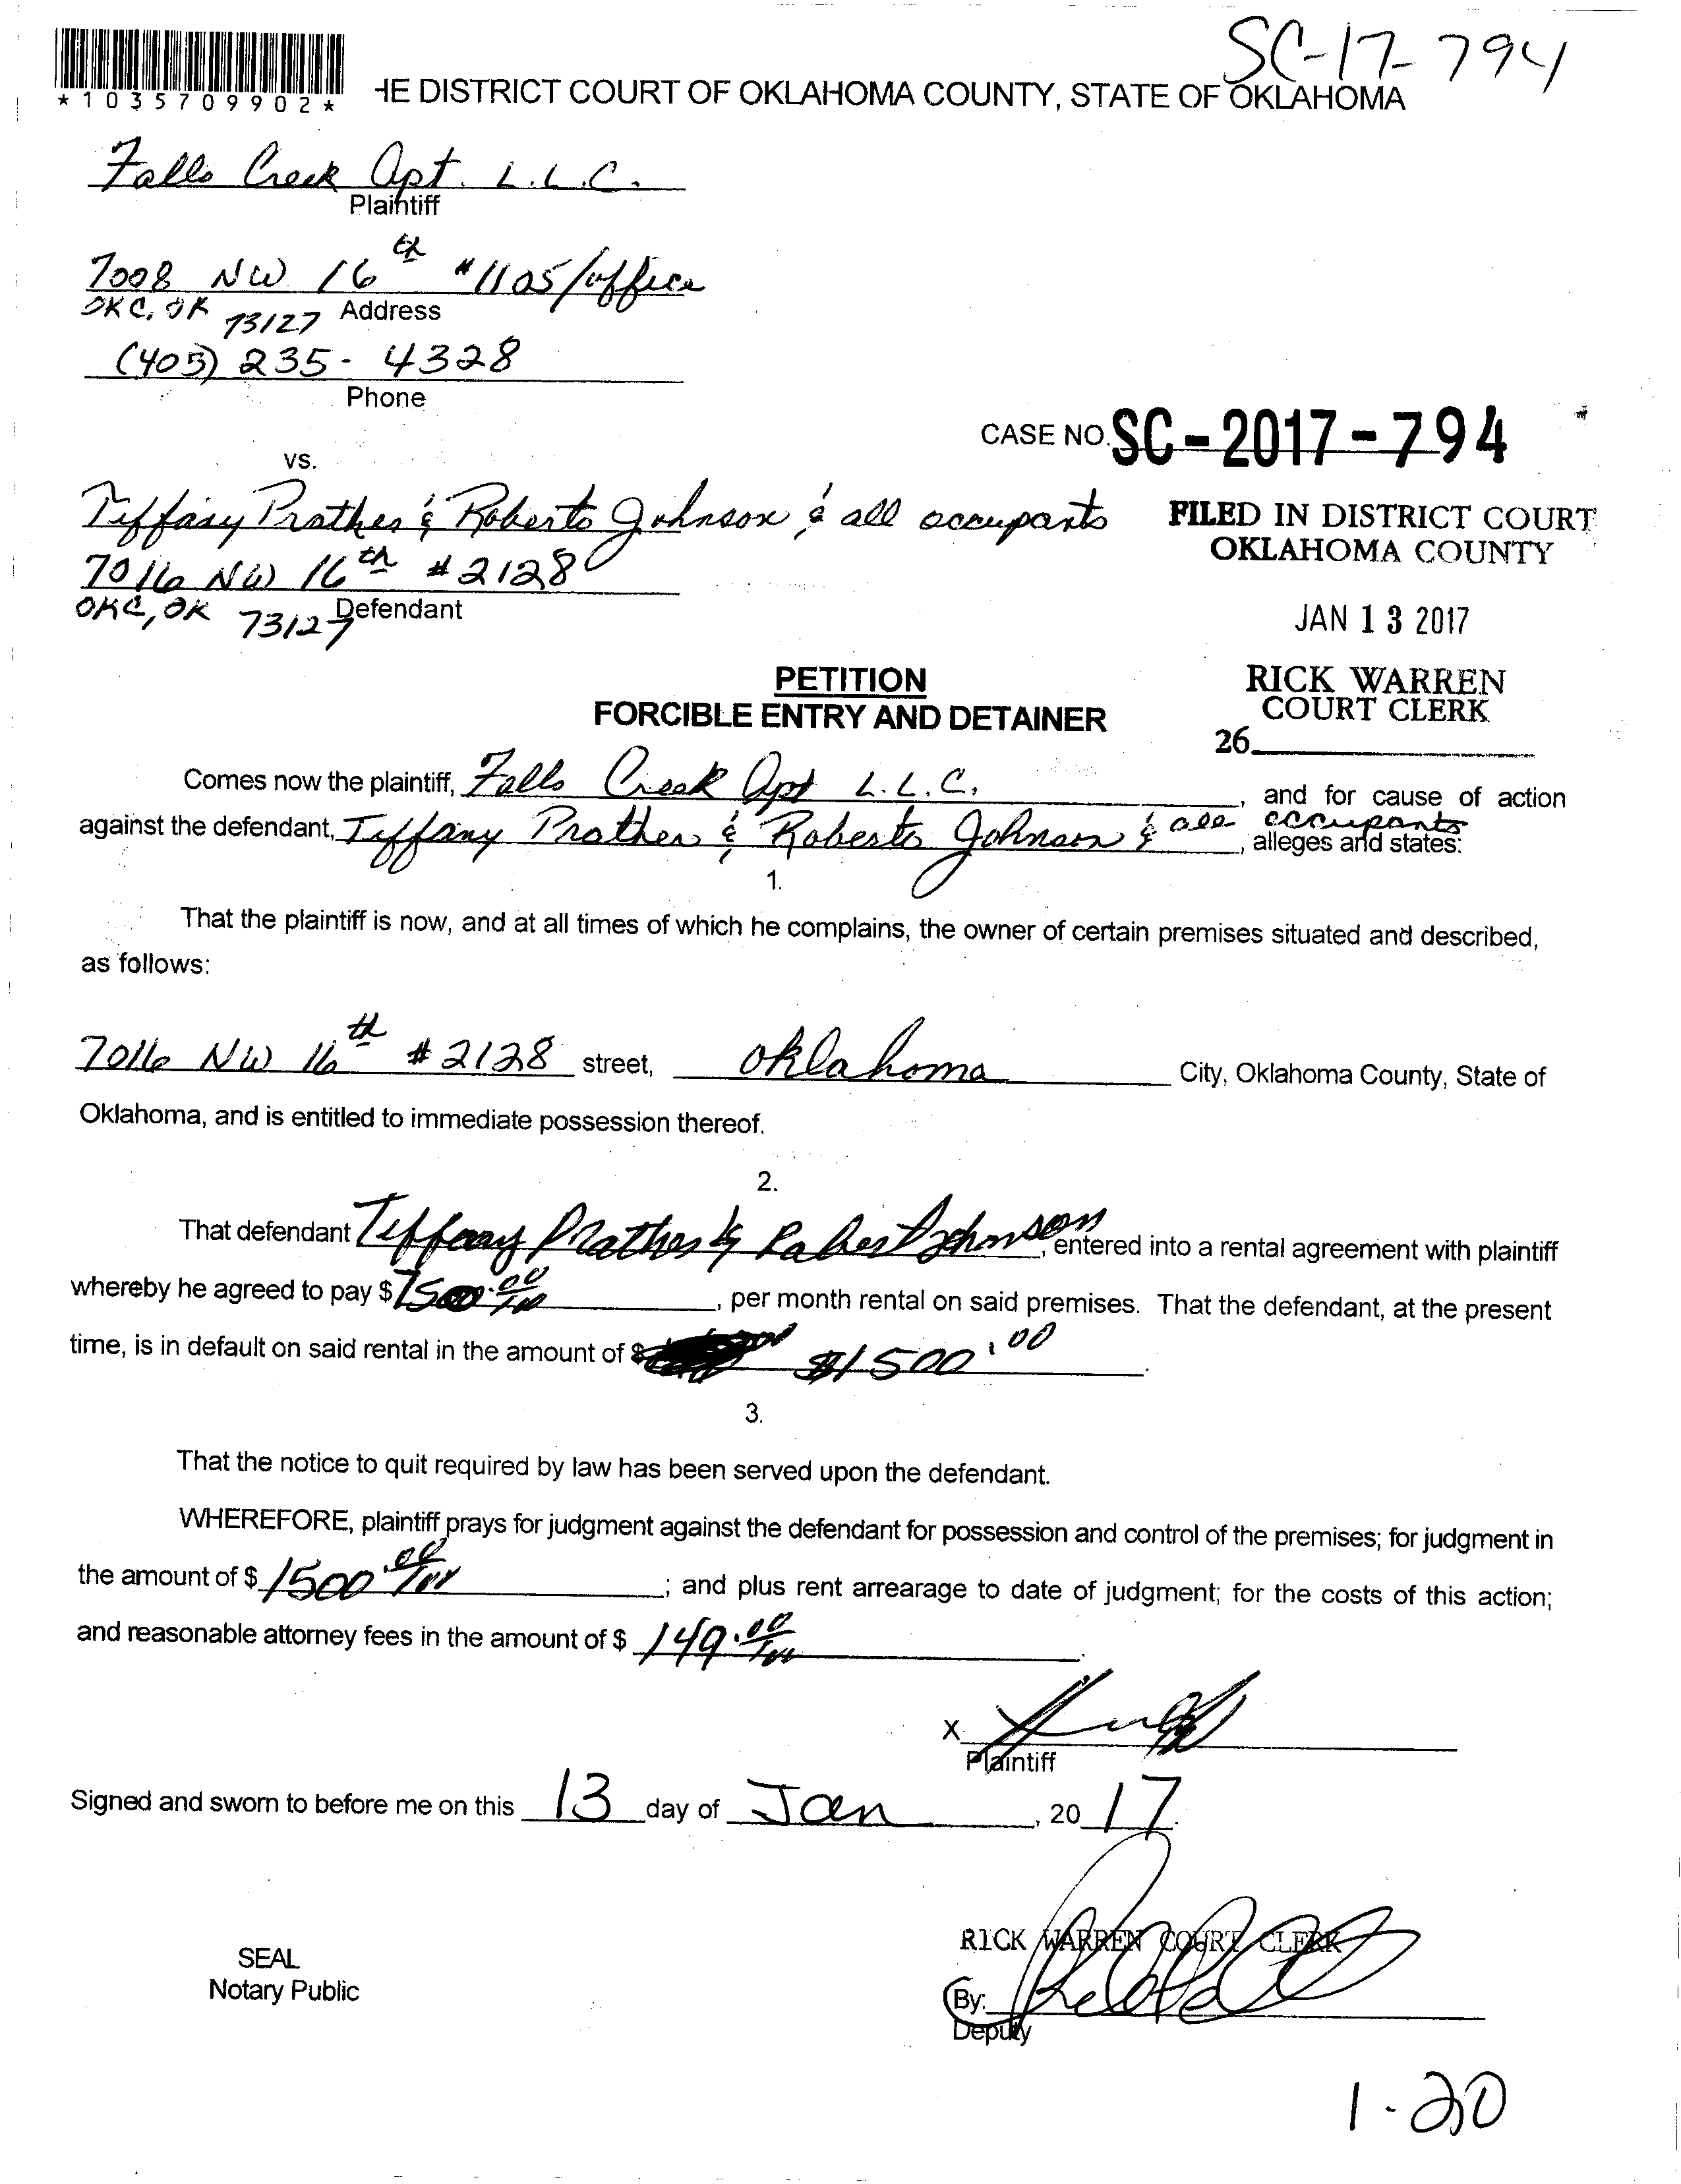 SC-17-794
*1035709902*
HE DISTRICT COURT OF OKLAHOMA COUNTY, STATE OF OKLAHOMA
Falls Creek Apt. L.L.C.
Plaintiff
7008 NW 16th #1105/office
OKC, OK 73127 Address
(405) 235-4328
Phone
CASE NO. SC-2017-794
vs.
Tiffany Prather & Roberto Johnson & all occupants
FILED IN DISTRICT COURT
OKLAHOMA COUNTY
7016 NW 16th #2128
OKC, OK 73127 Defendant
JAN 13 2017
PETITION
FORCIBLE ENTRY AND DETAINER
RICK WARREN
COURT CLERK
26
Comes now the plaintiff, Falls Creek Apt L.L.C., and for cause of action
against the defendant, Tiffany Prather & Roberto Johnson & all occupants, alleges and states:
1.
That the plaintiff is now, and at all times of which he complains, the owner of certain premises situated and described,
as follows:
7016 NW 16th #2128 street, Oklahoma City, Oklahoma County, State of
Oklahoma, and is entitled to immediate possession thereof.
2.
That defendant Tiffany Prather & Robert Johnson, entered into a rental agreement with plaintiff
whereby he agreed to pay $ , per month rental on said premises. That the defendant, at the present
time, is in default on said rental in the amount of $ $1500.00.
3.
That the notice to quit required by law has been served upon the defendant.
WHEREFORE, plaintiff prays for judgment against the defendant for possession and control of the premises; for judgment in
the amount of $ 1500.00/100; and plus rent arrearage to date of judgment; for the costs of this action;
and reasonable attorney fees in the amount of $ 149.00/100.
X
Plaintiff
Signed and sworn to before me on this 13 day of Jan, 20 17.
RICK WARREN COURT CLERK
SEAL
Notary Public
By:
Deputy
1-20